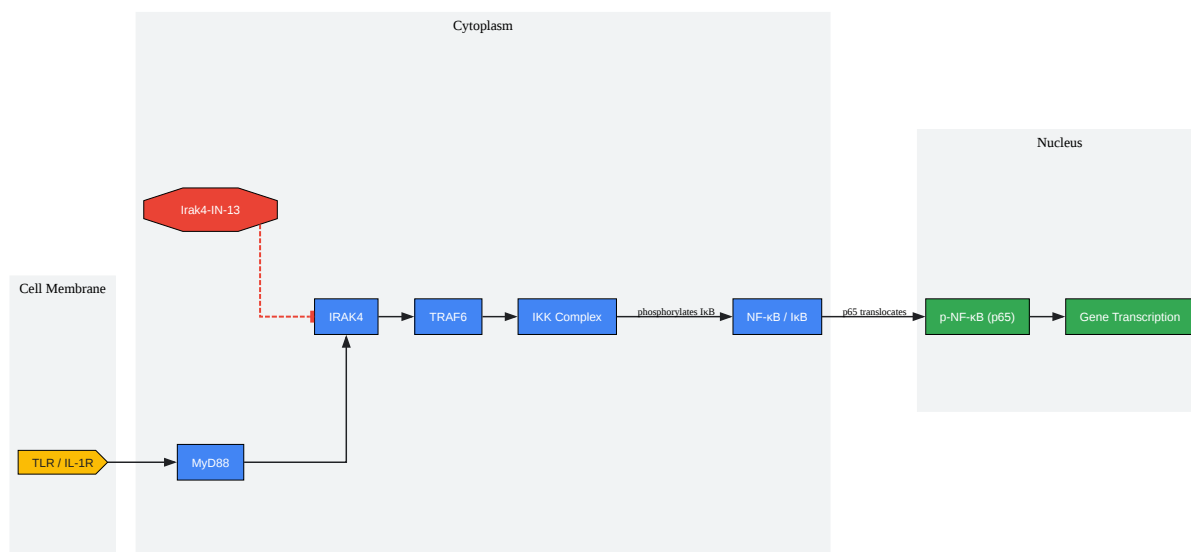 Cytoplasm
Nucleus
Irak4-IN-13
Cell Membrane
IRAK4
TRAF6
IKK Complex
phosphorylates IκB
NF-κB / IκB
p65 translocates
p-NF-κB (p65)
Gene Transcription
TLR / IL-1R
MyD88